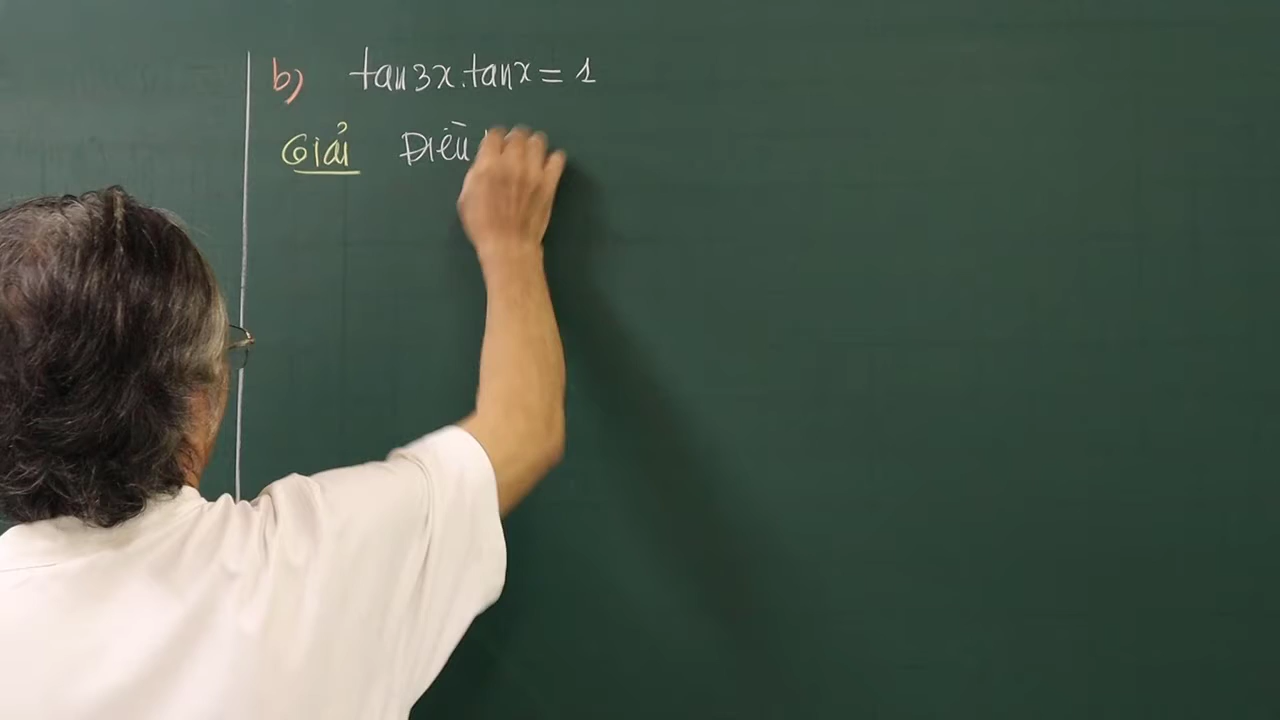 b) tan3x.tanx = 1
Giải Điều